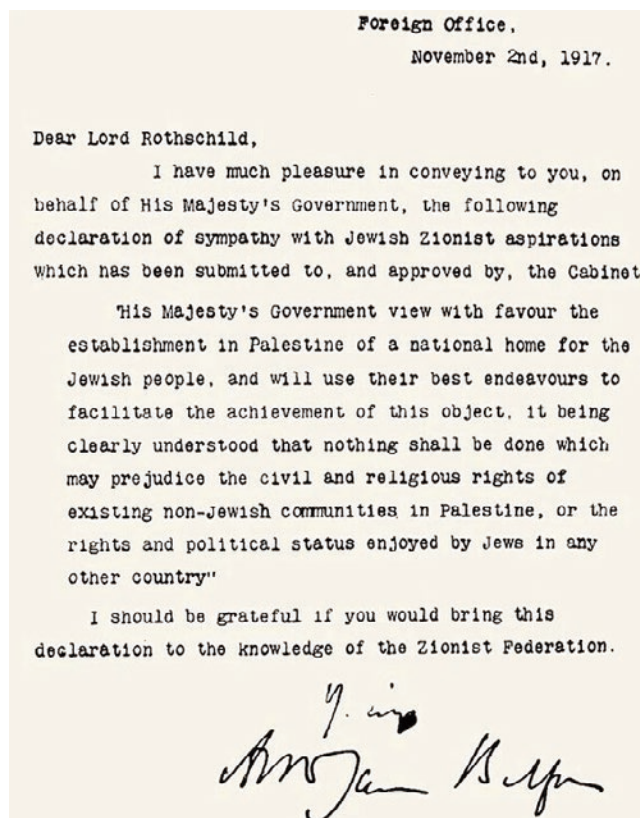 Foreign Office,
November 2nd, 1917.
Dear Lord Rothschild,
I have much pleasure in conveying to you, on
behalf of His Majesty's Government, the following
declaration of sympathy with Jewish Zionist aspirations
which has been submitted to, and approved by, the Cabinet
"His Majesty's Government view with favour the
establishment in Palestine of a national home for the
Jewish people, and will use their best endeavours to
facilitate the achievement of this object, it being
clearly understood that nothing shall be done which
may prejudice the civil and religious rights of
existing non-Jewish communities in Palestine, or the
rights and political status enjoyed by Jews in any
other country"
I should be grateful if you would bring this
declaration to the knowledge of the Zionist Federation.